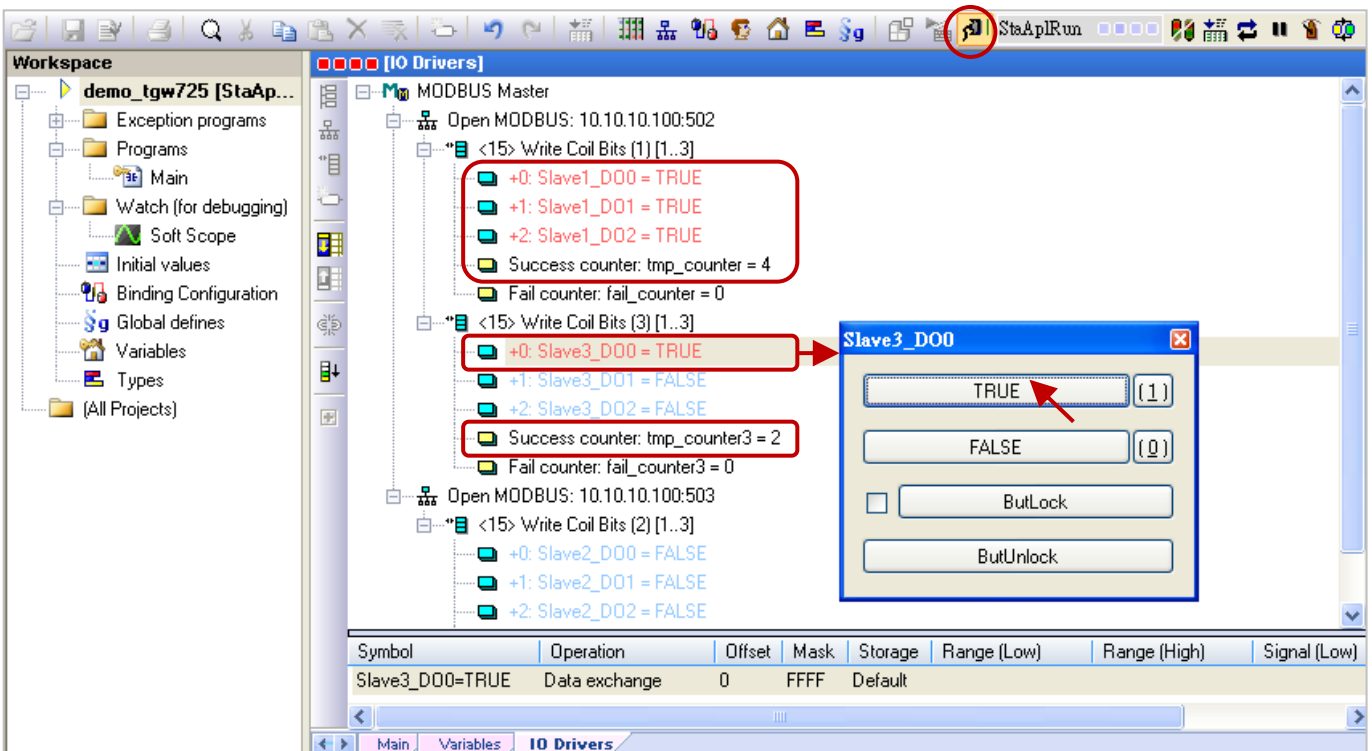 StaAplRun
Workspace
[IO Drivers]
demo_tgw725 [StaAp...
Exception programs
Programs
Main
Watch (for debugging)
Soft Scope
Initial values
Binding Configuration
Global defines
Variables
Types
(All Projects)
MODBUS Master
Open MODBUS: 10.10.10.100:502
<15> Write Coil Bits (1) [1..3]
+0: Slave1_DO0 = TRUE
+1: Slave1_DO1 = TRUE
+2: Slave1_DO2 = TRUE
Success counter: tmp_counter = 4
Fail counter: fail_counter = 0
<15> Write Coil Bits (3) [1..3]
+0: Slave3_DO0 = TRUE
+1: Slave3_DO1 = FALSE
+2: Slave3_DO2 = FALSE
Success counter: tmp_counter3 = 2
Fail counter: fail_counter3 = 0
Open MODBUS: 10.10.10.100:503
<15> Write Coil Bits (2) [1..3]
+0: Slave2_DO0 = FALSE
+1: Slave2_DO1 = FALSE
+2: Slave2_DO2 = FALSE
Slave3_DO0
TRUE (1)
FALSE (0)
ButLock
ButUnlock
Symbol Operation Offset Mask Storage Range (Low) Range (High) Signal (Low)
Slave3_DO0=TRUE Data exchange 0 FFFF Default
Main Variables IO Drivers